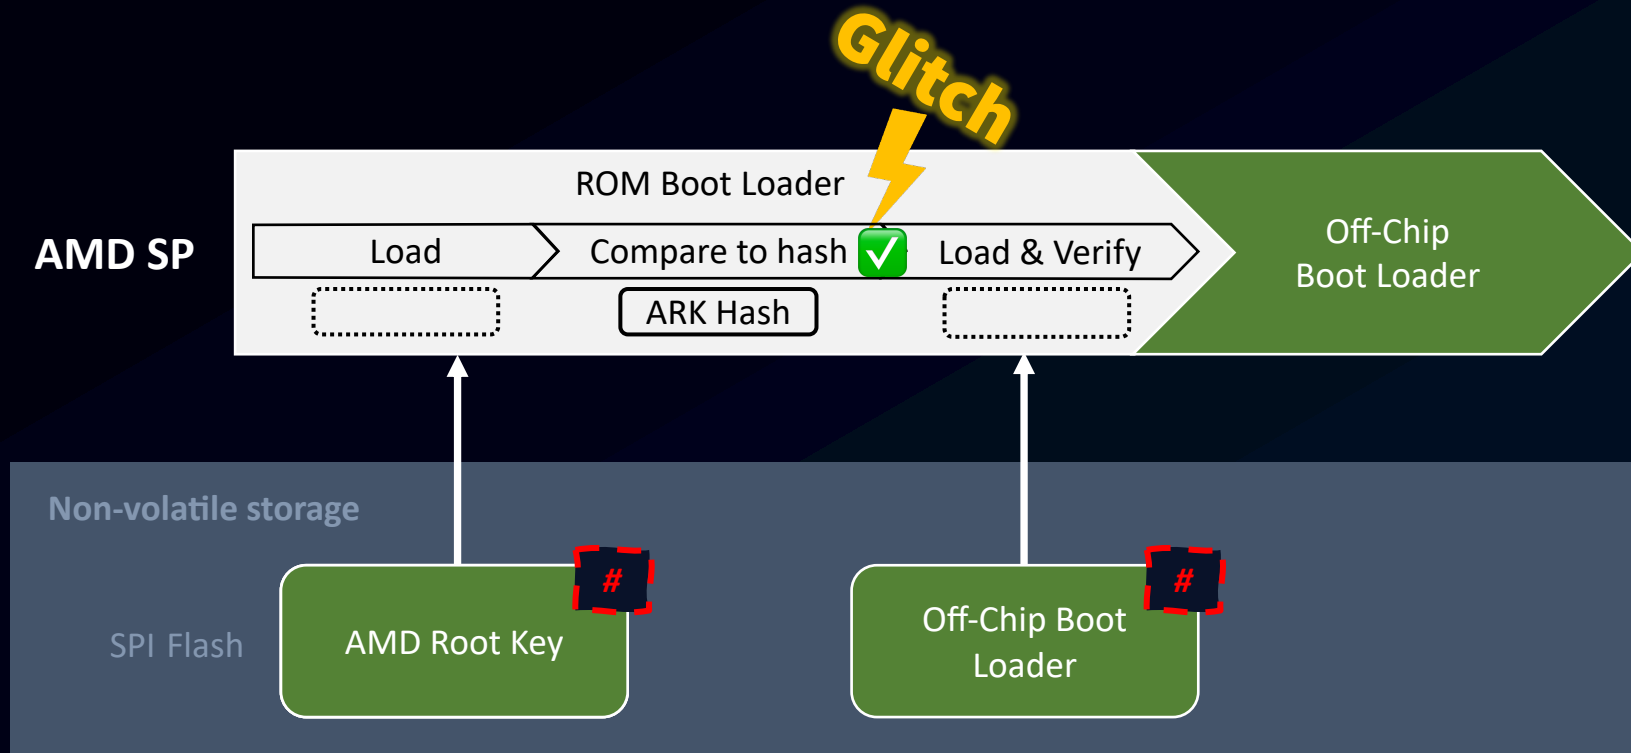 Glitch
ROM Boot Loader
AMD SP
Load
Compare to hash
Load & Verify
ARK Hash
Off-Chip
Boot Loader
Non-volatile storage
SPI Flash
AMD Root Key
#
Off-Chip Boot
Loader
#